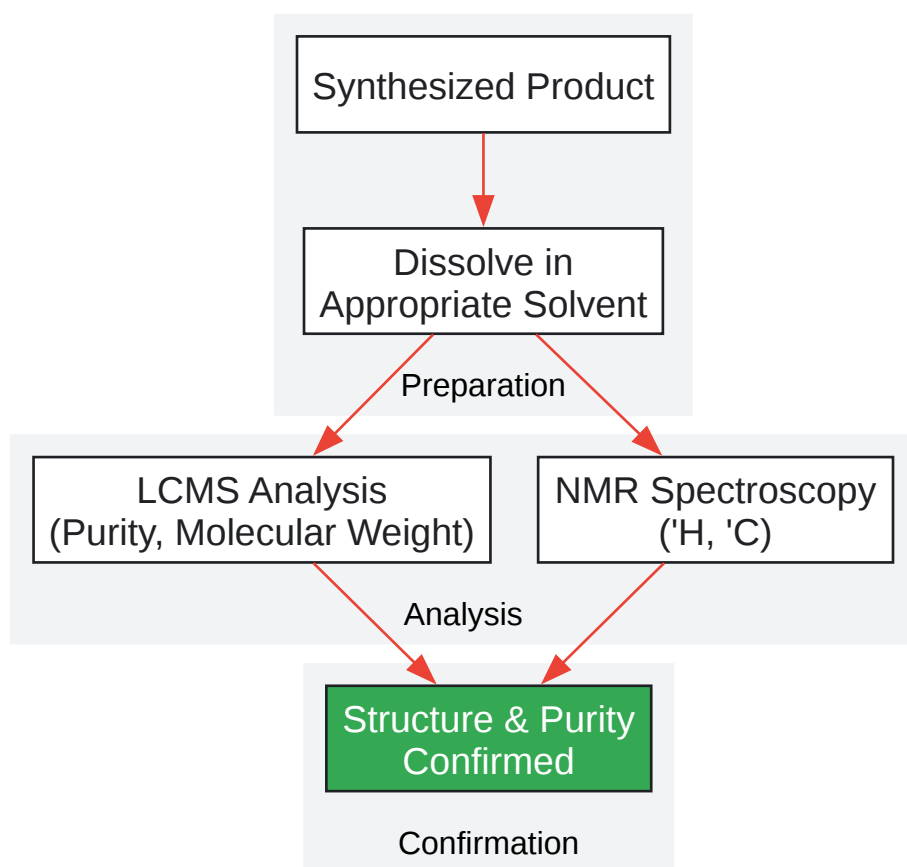 Synthesized Product
Dissolve in
Appropriate Solvent
Preparation
LCMS Analysis
(Purity, Molecular Weight)
NMR Spectroscopy
('H, 'C)
Analysis
Structure & Purity
Confirmed
Confirmation